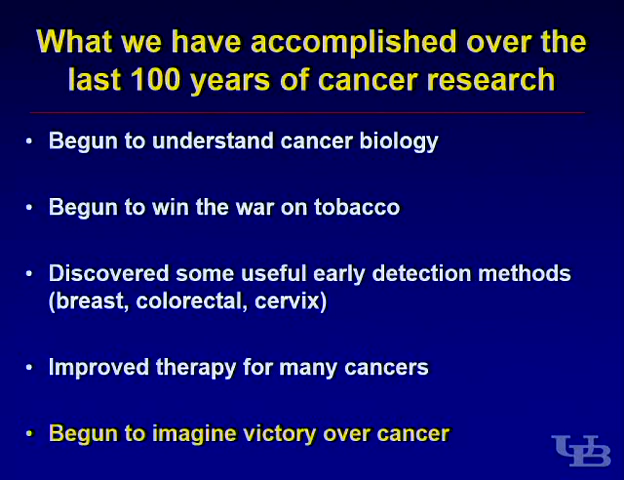 What we have accomplished over the
last 100 years of cancer research
• Begun to understand cancer biology
• Begun to win the war on tobacco
• Discovered some useful early detection methods
(breast, colorectal, cervix)
• Improved therapy for many cancers
• Begun to imagine victory over cancer
UB